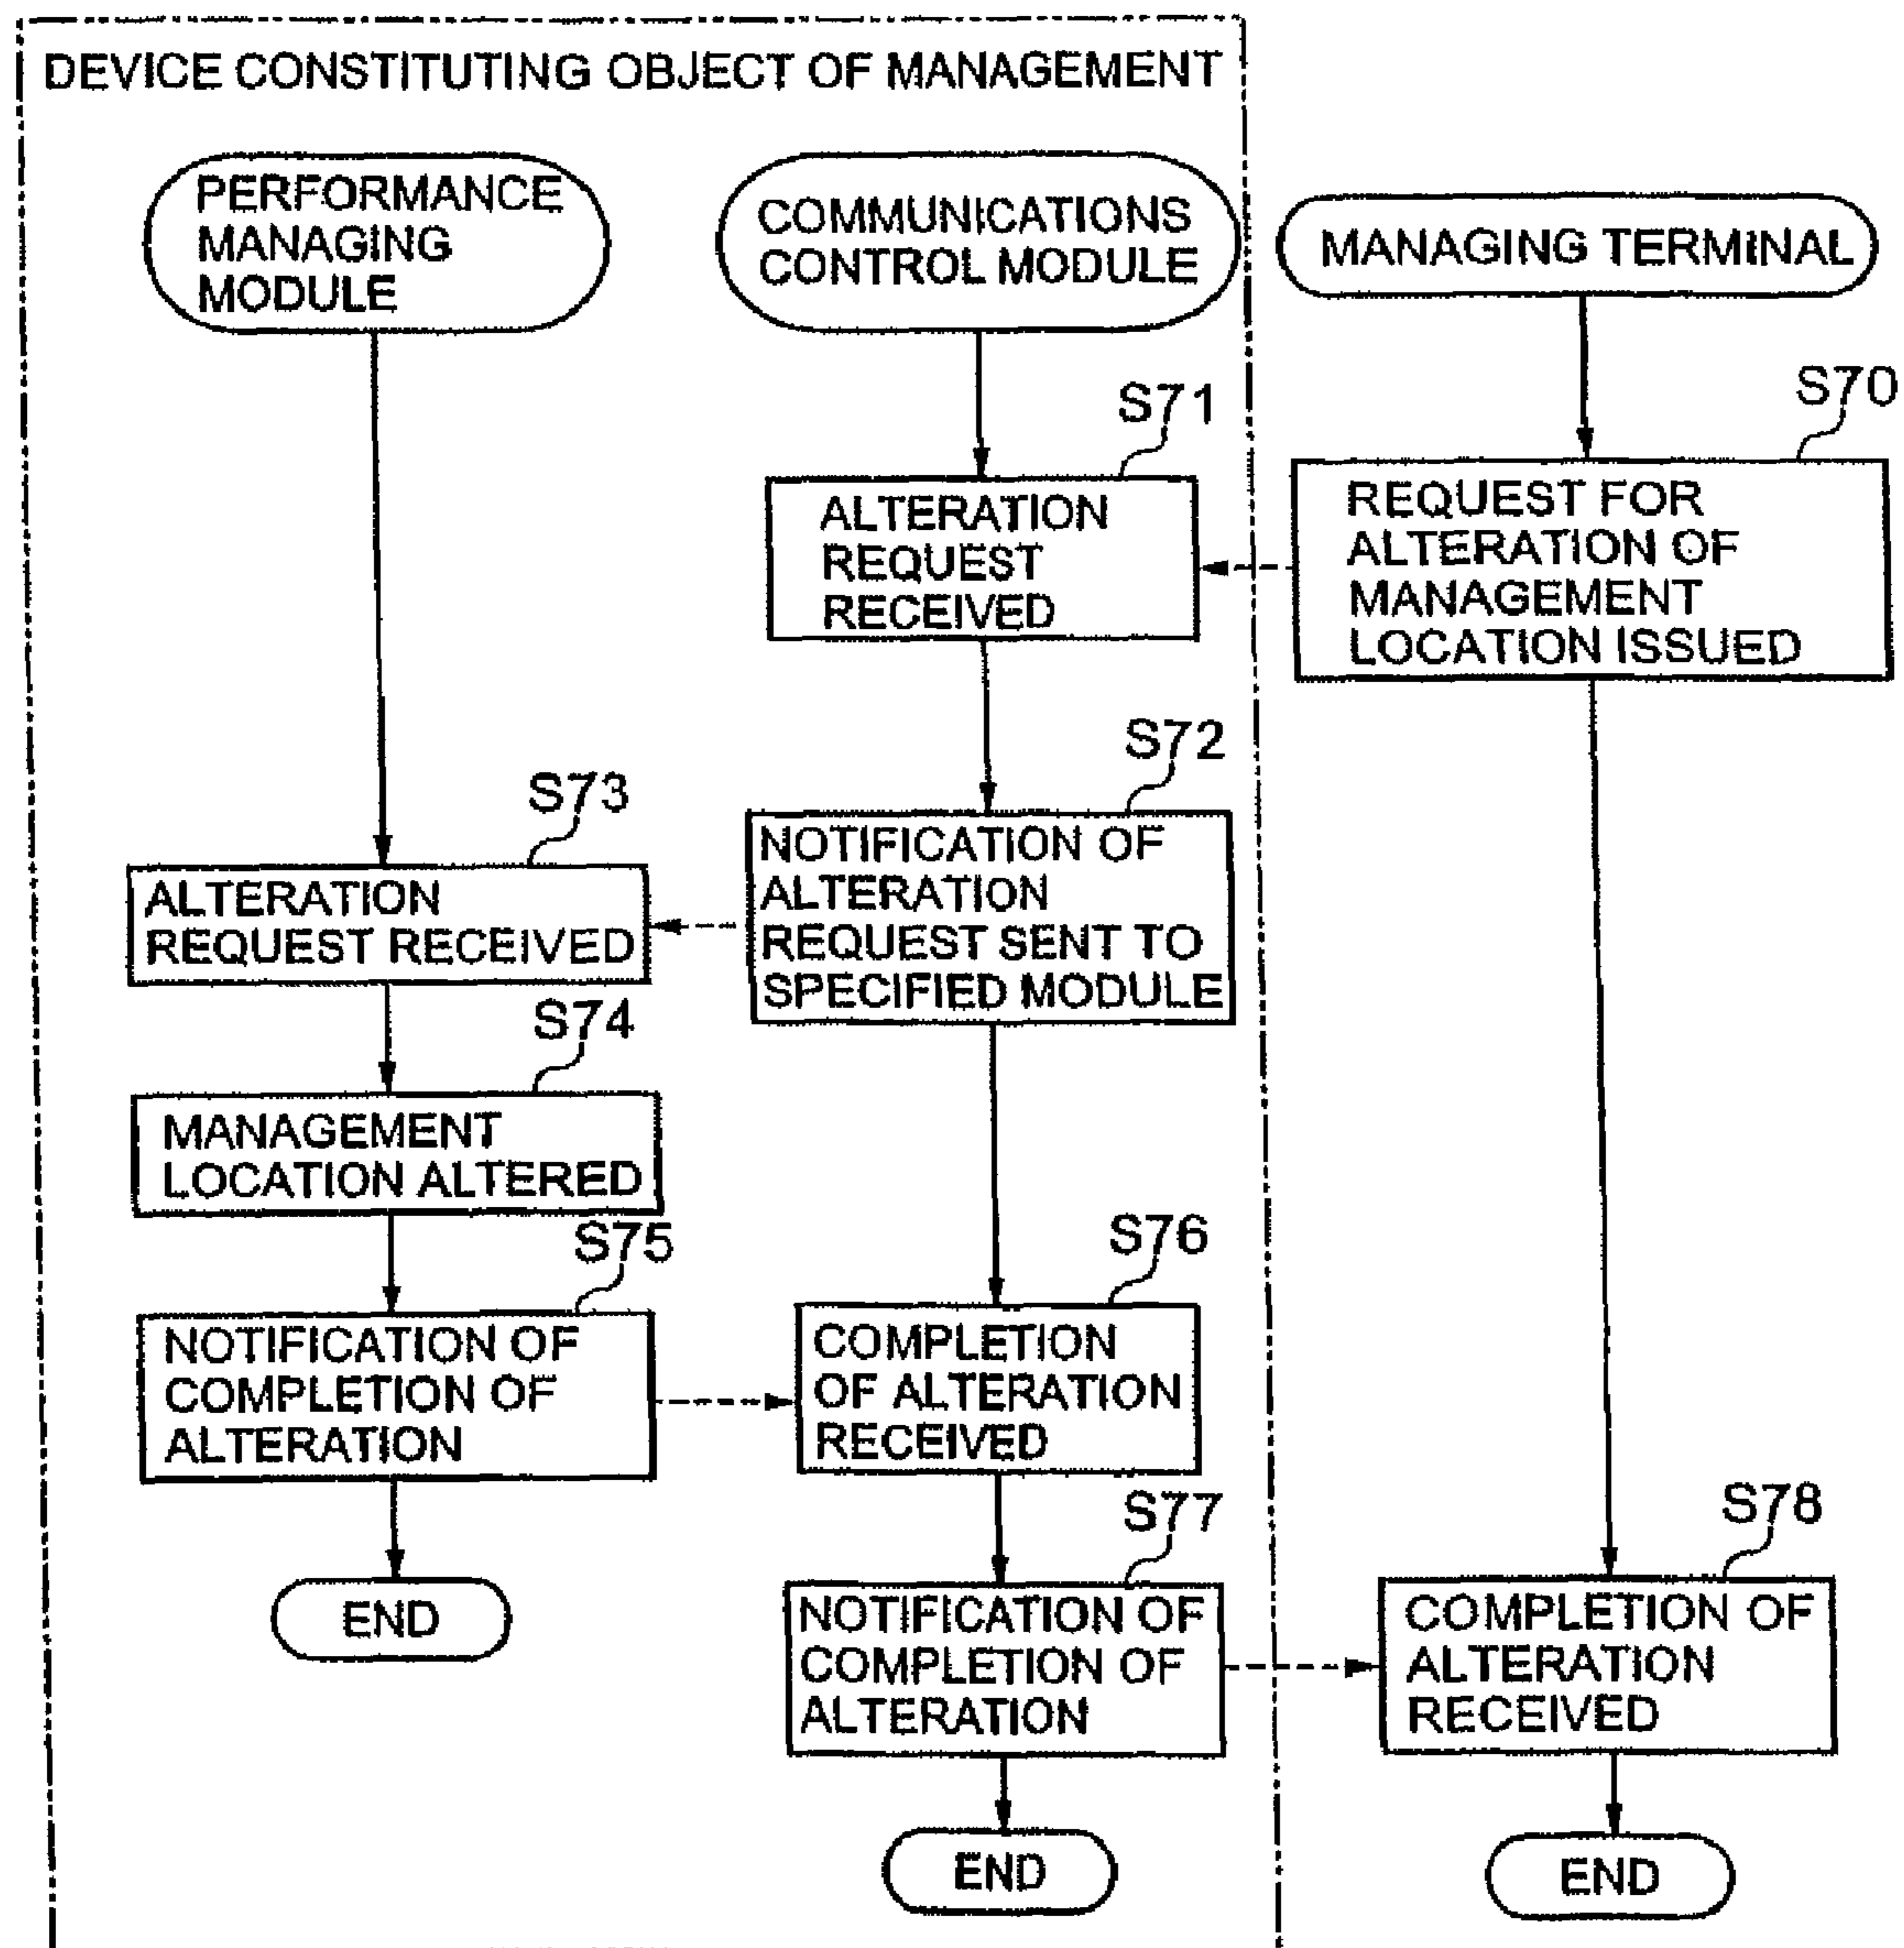 DEVICE CONSTITUTING OBJECT OF MANAGEMENT
PERFORMANCE
MANAGING
MODULE
COMMUNICATIONS
CONTROL MODULE
MANAGING TERMINAL
S70
REQUEST FOR
ALTERATION OF
MANAGEMENT
LOCATION ISSUED
S71
ALTERATION
REQUEST
RECEIVED
S72
NOTIFICATION OF
ALTERATION
REQUEST SENT TO
SPECIFIED MODULE
S73
ALTERATION
REQUEST RECEIVED
S74
MANAGEMENT
LOCATION ALTERED
S75
NOTIFICATION OF
COMPLETION OF
ALTERATION
END
S76
COMPLETION
OF ALTERATION
RECEIVED
S77
NOTIFICATION OF
COMPLETION OF
ALTERATION
END
S78
COMPLETION OF
ALTERATION
RECEIVED
END